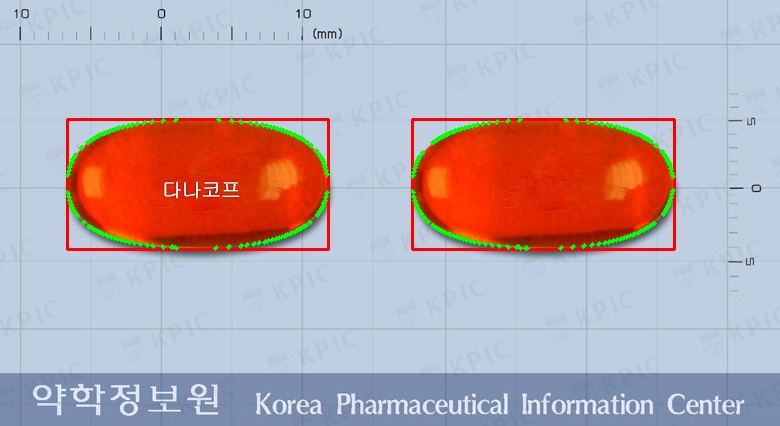 10 0 10 (mm)
5
0
5
다나코프
약학정보원 Korea Pharmaceutical Information Center
KPIC